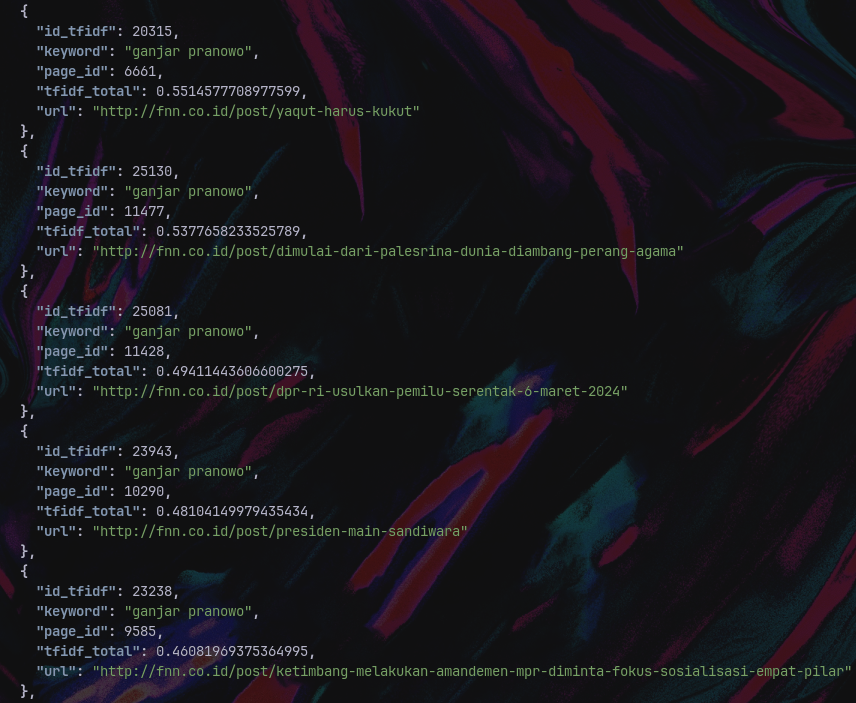 {
"id_tfidf": 20315,
"keyword": "ganjar pranowo",
"page_id": 6661,
"tfidf_total": 0.5514577708977599,
"url": "http://fnn.co.id/post/yaqut-harus-kukut"
},
{
"id_tfidf": 25130,
"keyword": "ganjar pranowo",
"page_id": 11477,
"tfidf_total": 0.5377658233525789,
"url": "http://fnn.co.id/post/dimulai-dari-palesrina-dunia-diambang-perang-agama"
},
{
"id_tfidf": 25081,
"keyword": "ganjar pranowo",
"page_id": 11428,
"tfidf_total": 0.49411443606600275,
"url": "http://fnn.co.id/post/dpr-ri-usulkan-pemilu-serentak-6-maret-2024"
},
{
"id_tfidf": 23943,
"keyword": "ganjar pranowo",
"page_id": 10290,
"tfidf_total": 0.48104149979435434,
"url": "http://fnn.co.id/post/presiden-main-sandiwara"
},
{
"id_tfidf": 23238,
"keyword": "ganjar pranowo",
"page_id": 9585,
"tfidf_total": 0.46081969375364995,
"url": "http://fnn.co.id/post/ketimbang-melakukan-amandemen-mpr-diminta-fokus-sosialisasi-empat-pilar"
},